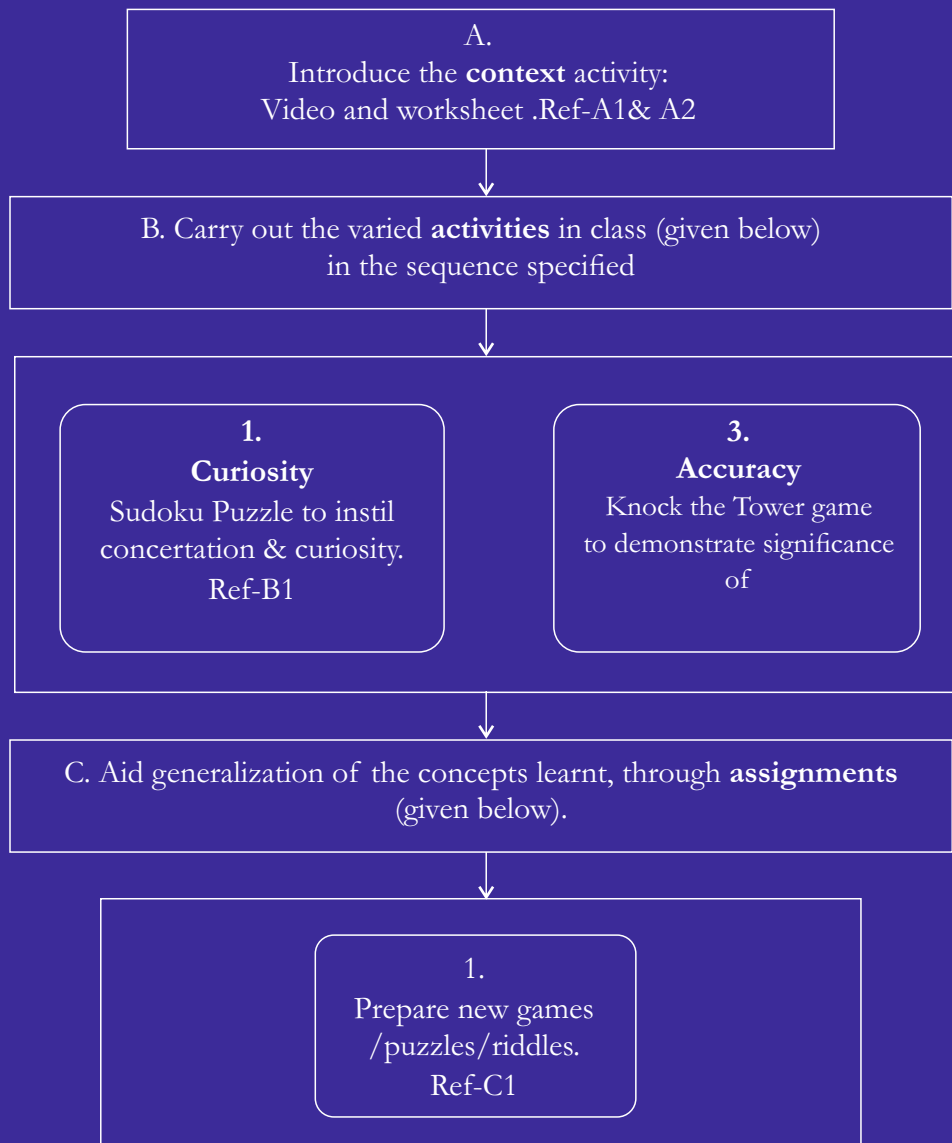 A.
Introduce the context activity:
Video and worksheet .Ref-A1& A2
B. Carry out the varied activities in class (given below)
in the sequence specified
1.
Curiosity
Sudoku Puzzle to instil
concertation & curiosity.
Ref-B1
3.
Accuracy
Knock the Tower game
to demonstrate significance
of
C. Aid generalization of the concepts learnt, through assignments
(given below).
1.
Prepare new games
/puzzles/riddles.
Ref-C1